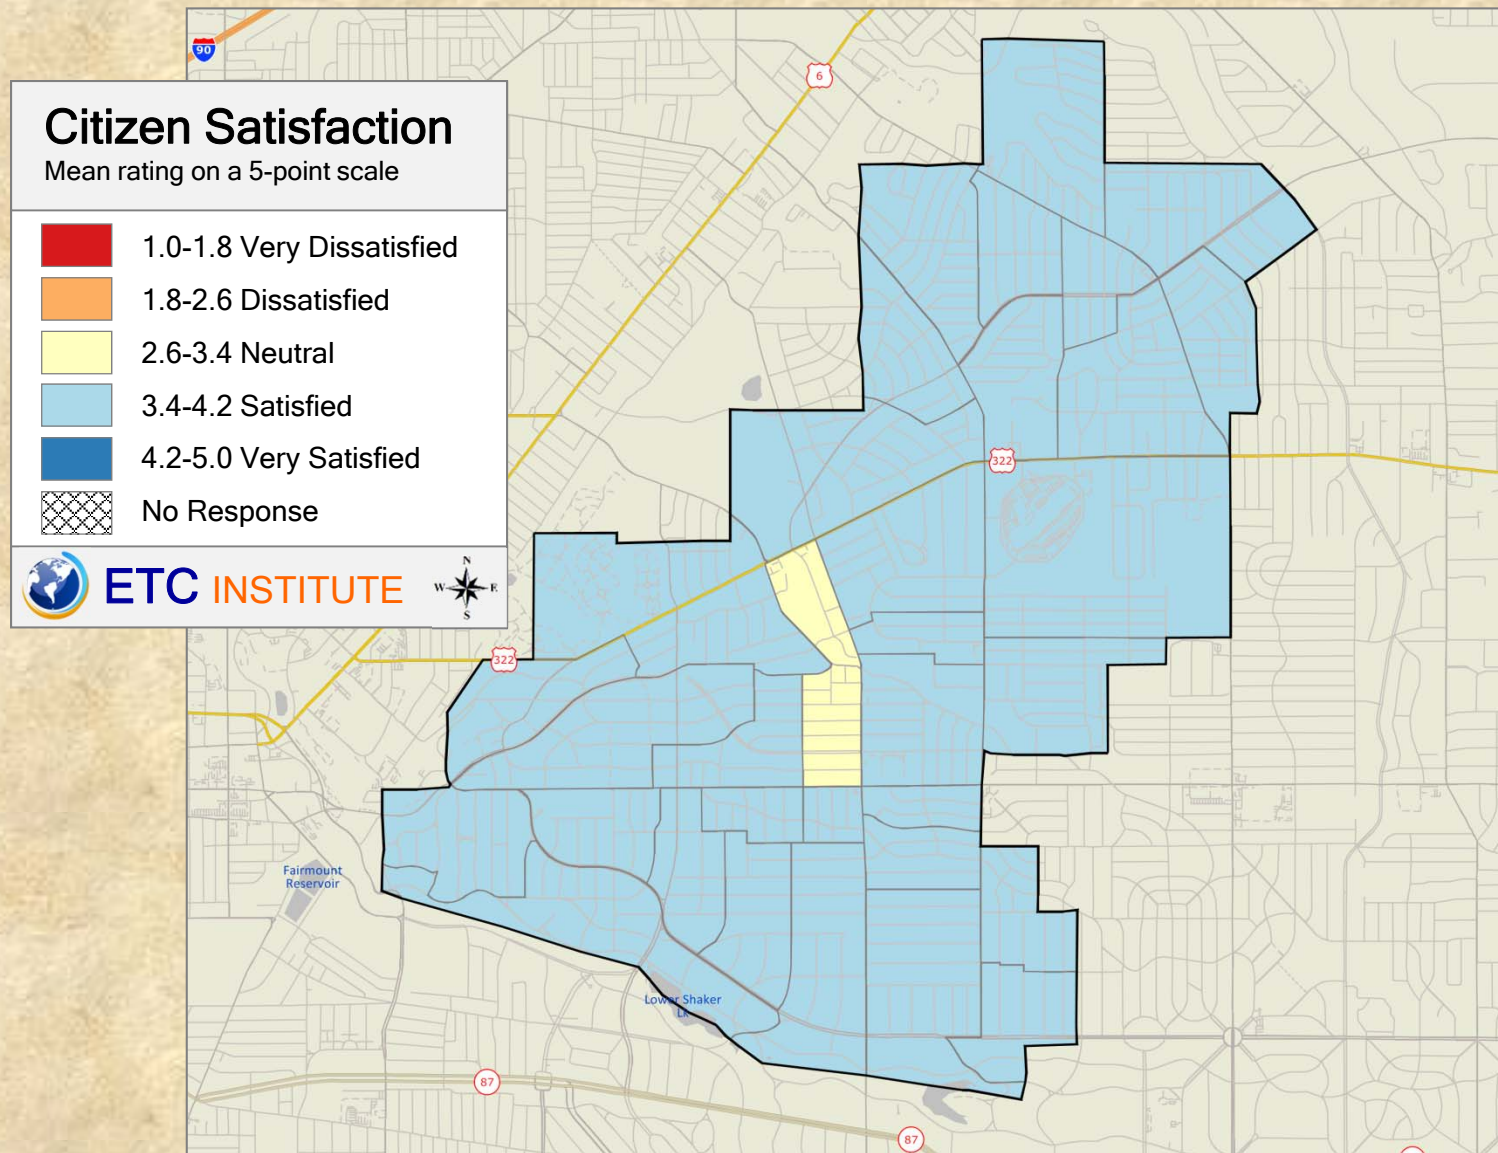 90
6
Citizen Satisfaction
Mean rating on a 5-point scale
1.0-1.8 Very Dissatisfied
1.8-2.6 Dissatisfied
2.6-3.4 Neutral
3.4-4.2 Satisfied
4.2-5.0 Very Satisfied
No Response
ETC INSTITUTE
N
W E
S
322
322
Fairmount
Reservoir
Lower Shaker
Lk
87
87